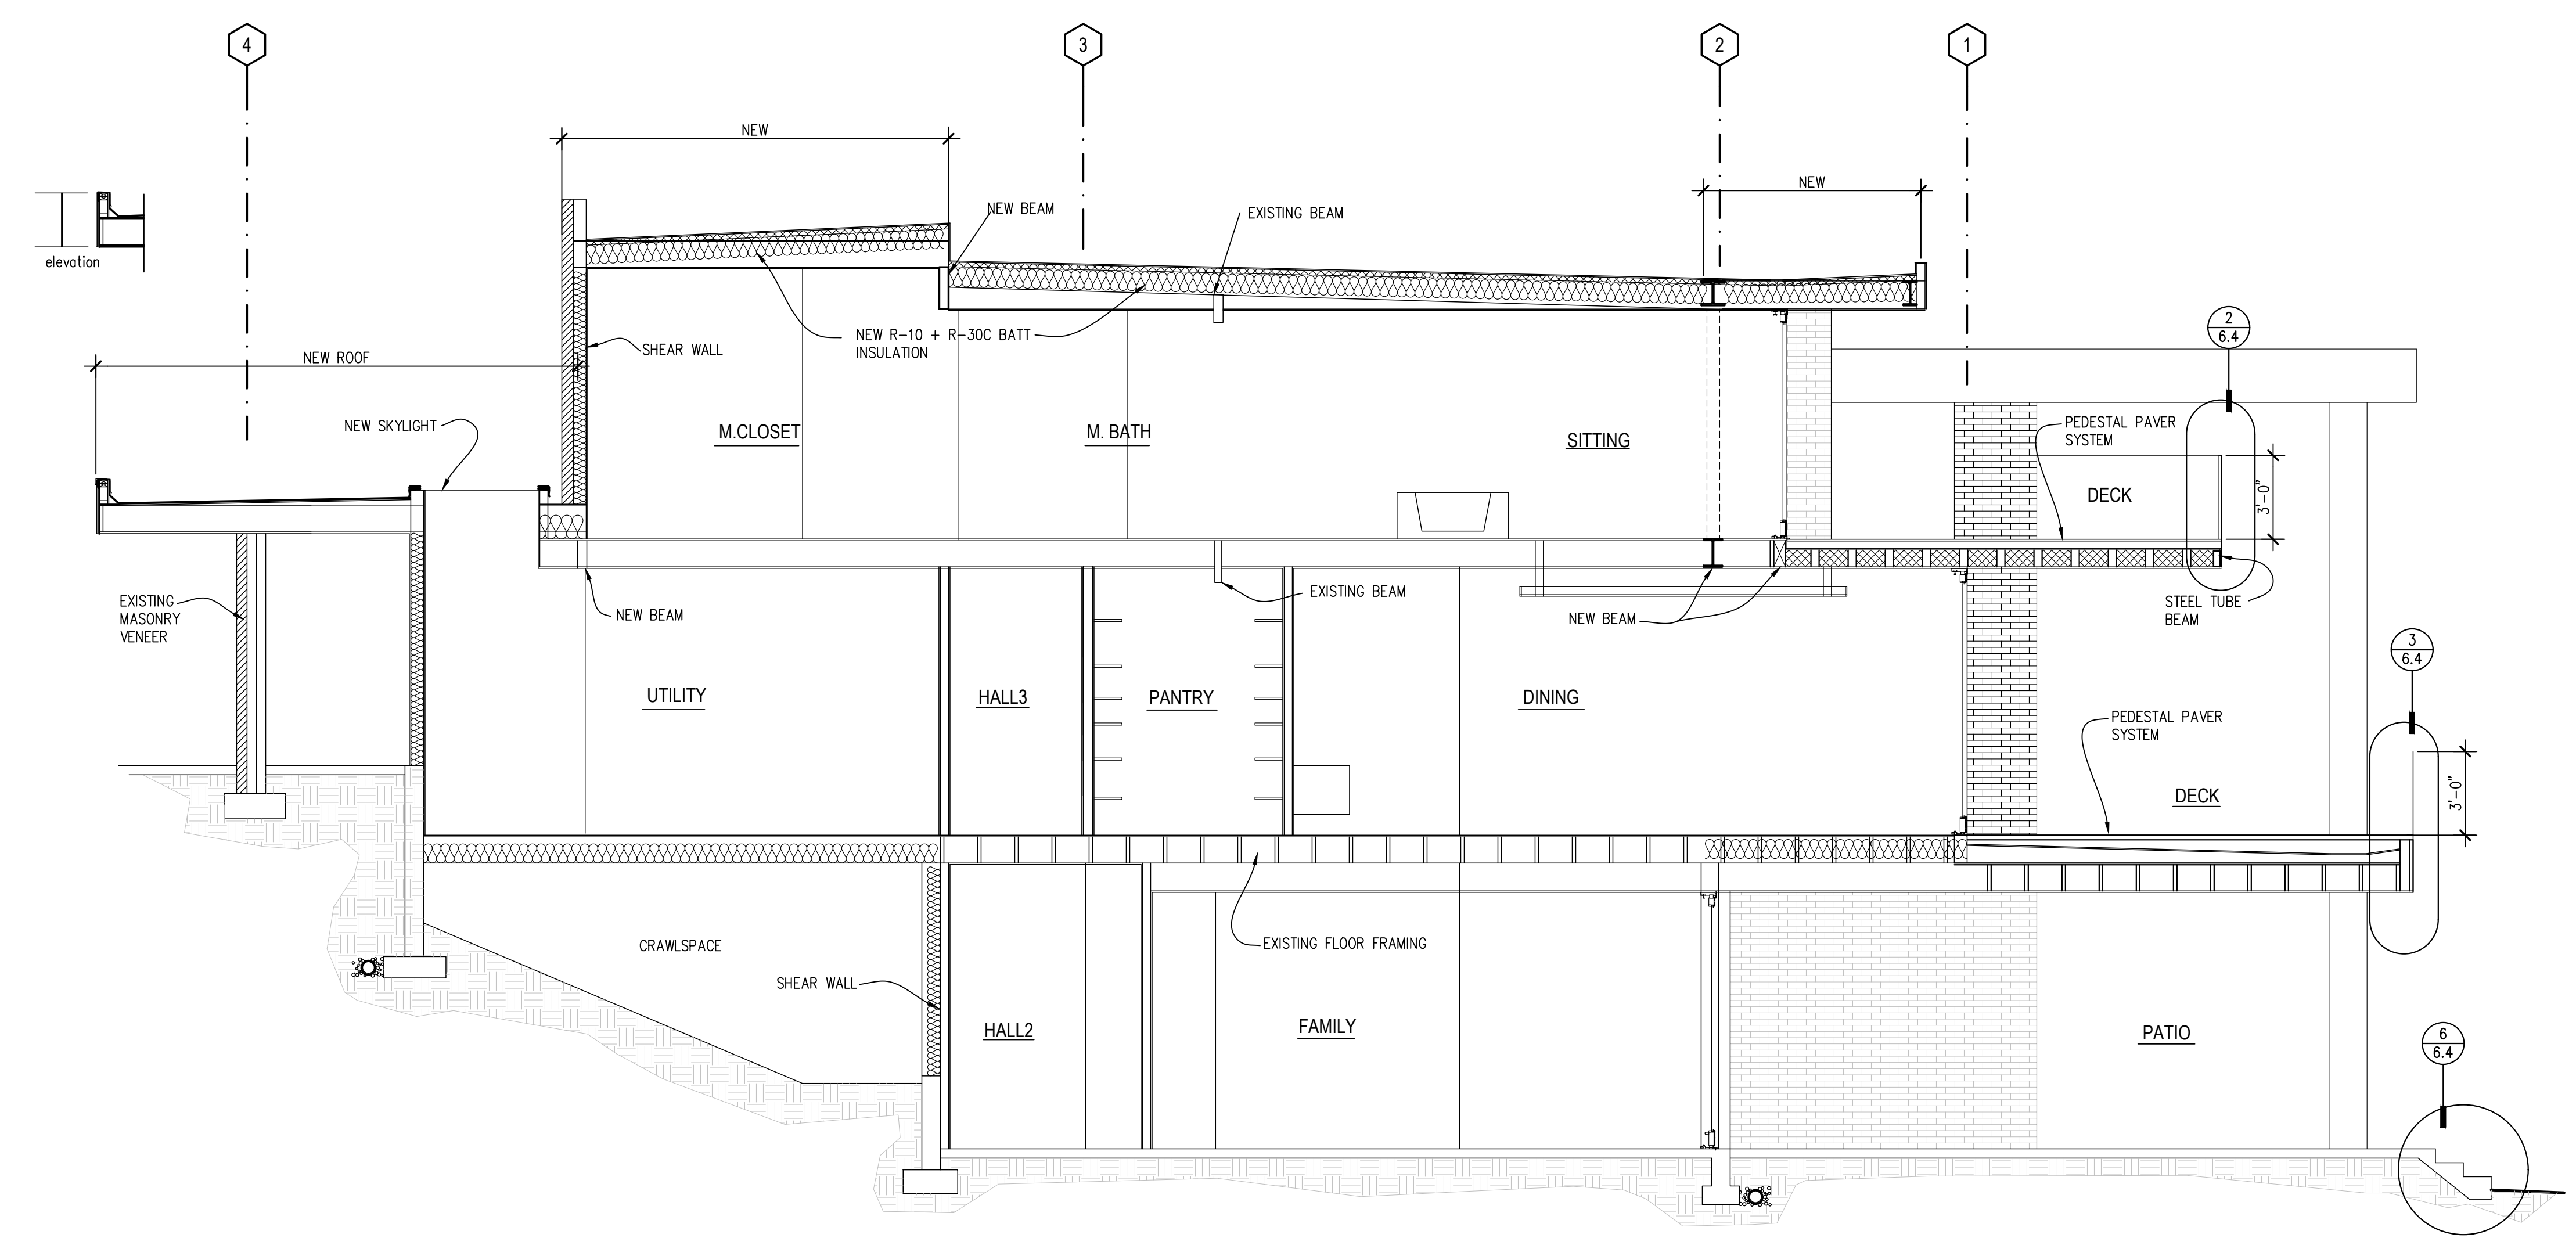 4
3
2
1
NEW
NEW
NEW BEAM
EXISTING BEAM
elevation
NEW R-10 + R-30C BATT
INSULATION
SHEAR WALL
2
6.4
NEW ROOF
NEW SKYLIGHT
M.CLOSET
M. BATH
SITTING
PEDESTAL PAVER
SYSTEM
DECK
3'-0"
EXISTING
MASONRY
VENEER
NEW BEAM
EXISTING BEAM
NEW BEAM
STEEL TUBE
BEAM
3
6.4
UTILITY
HALL3
PANTRY
DINING
PEDESTAL PAVER
SYSTEM
DECK
3'-0"
CRAWLSPACE
EXISTING FLOOR FRAMING
SHEAR WALL
HALL2
FAMILY
PATIO
6
6.4